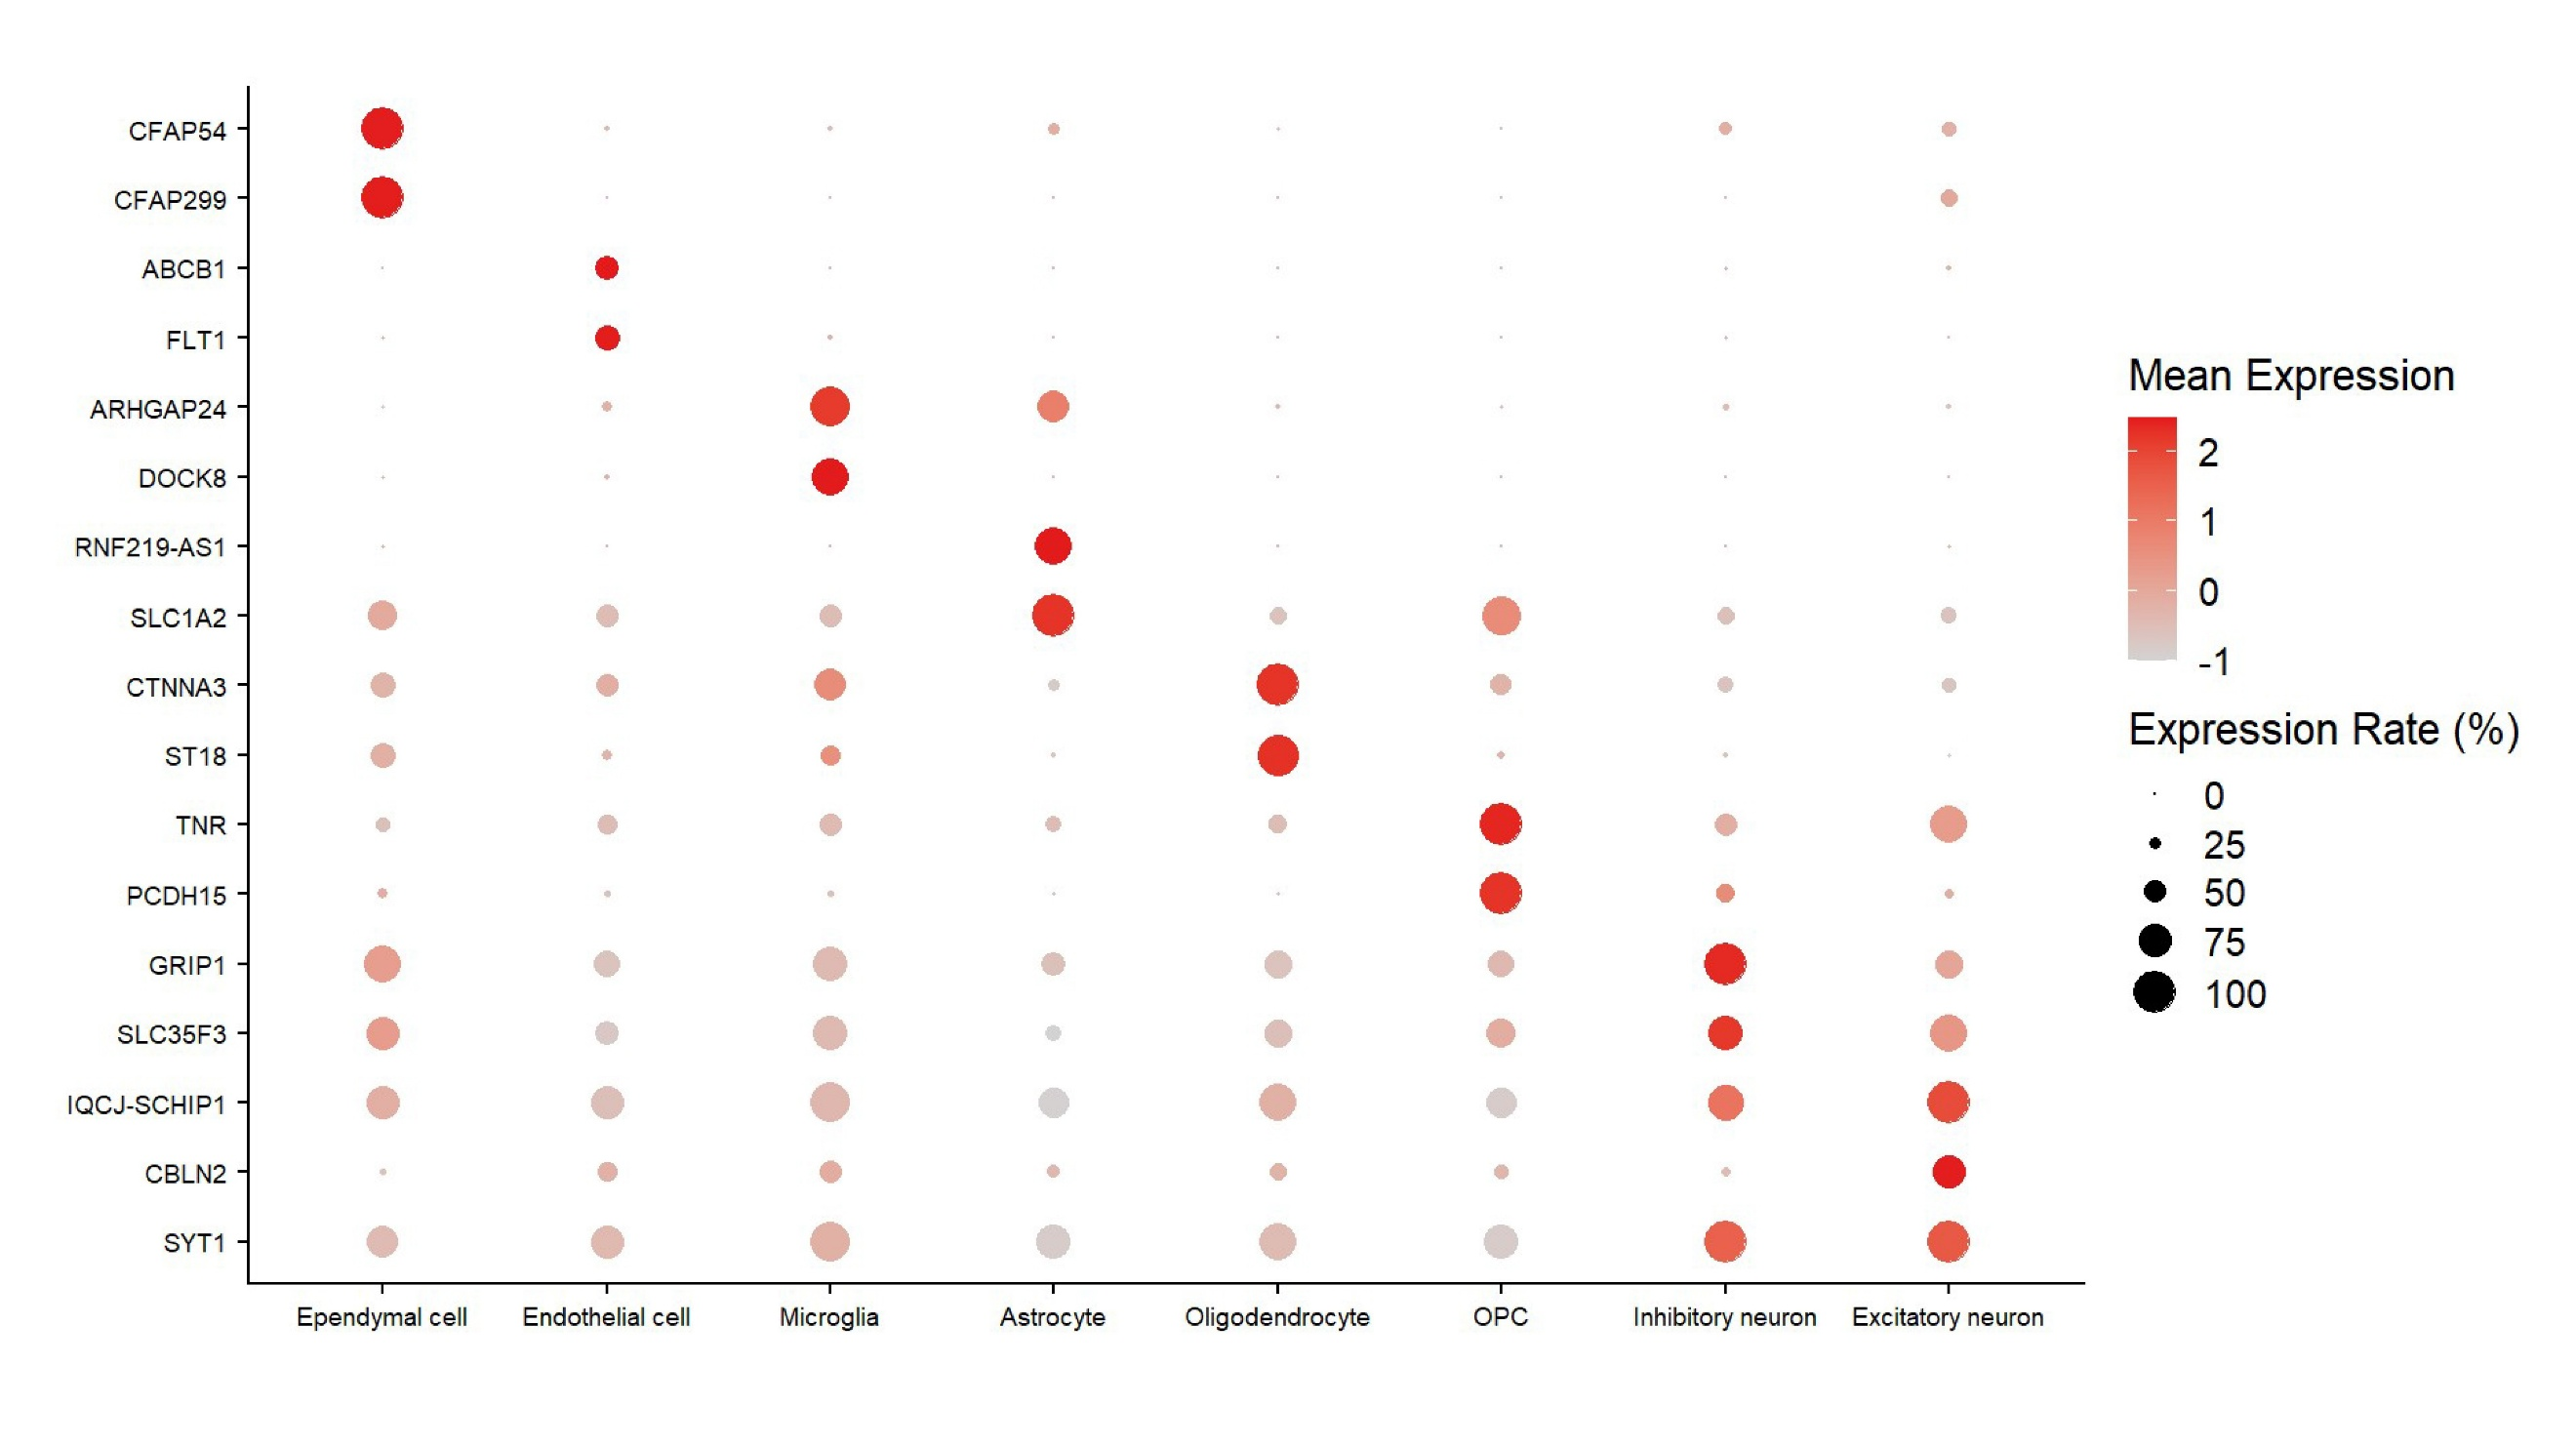 CFAP54
CFAP299
ABCB1
FLT1
ARHGAP24
DOCK8
RNF219-AS1
SLC1A2
CTNNA3
ST18
TNR
PCDH15
GRIP1
SLC35F3
IQCJ-SCHIP1
CBLN2
SYT1
Ependymal cell
Endothelial cell
Microglia
Astrocyte
Oligodendrocyte
OPC
Inhibitory neuron
Excitatory neuron
Mean Expression
2
1
0
-1
Expression Rate (%)
0
25
50
75
100